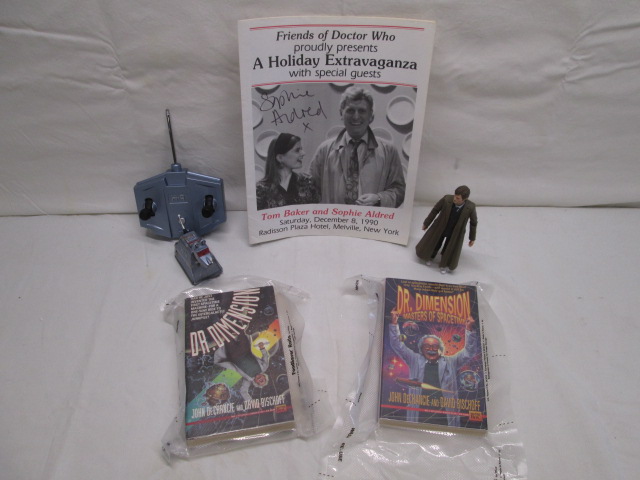 Friends of Doctor Who
proudly presents
A Holiday Extravaganza
with special guests
Sophie
Aldred
x
Tom Baker and Sophie Aldred
Saturday, December 8, 1990
Radisson Plaza Hotel, Melville, New York
DR. DIMENSION
JOHN DECHANCIE AND DAVID BISCHOFF
DR. DIMENSION
MASTERS OF SPACETIME
JOHN DECHANCIE AND DAVID BISCHOFF